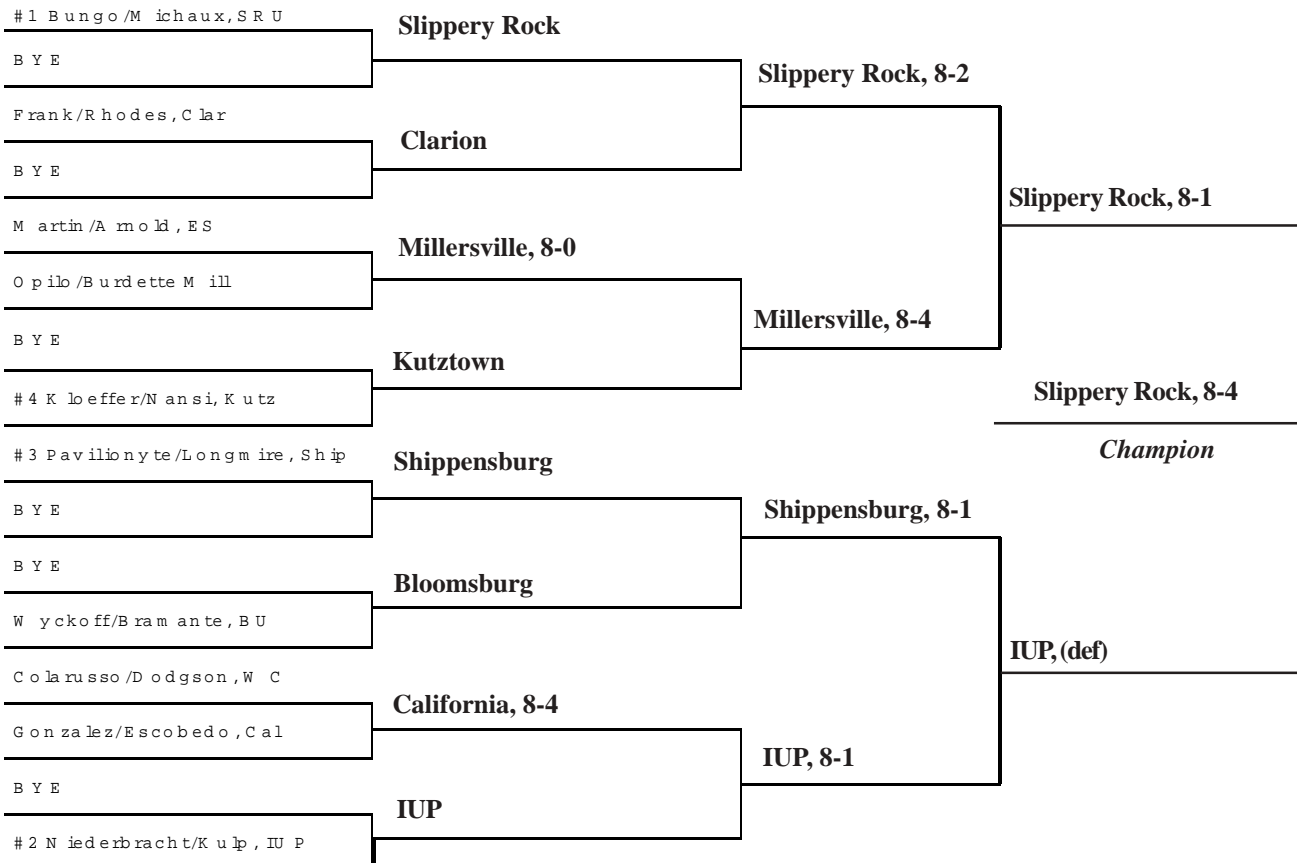 #1 Bungo/Michaux, SRU
BYE
Frank/Rhodes, Clar
BYE
Martin/Arnold, ES
Opilo/Burdette Mill
BYE
#4 Kloeffer/Nansi, Kutz
#3 Pavilionyte/Longmire, Ship
BYE
BYE
Wyckoff/Bramante, BU
Colarusso/Dodgson, WC
Gonzalez/Escobedo, Cal
BYE
#2 Niederbracht/Kulp, IUP
Slippery Rock
Clarion
Millersville, 8-0
Kutztown
Shippensburg
Bloomsburg
California, 8-4
IUP
Slippery Rock, 8-2
Millersville, 8-4
Shippensburg, 8-1
IUP, 8-1
Slippery Rock, 8-1
IUP, (def)
Slippery Rock, 8-4
Champion